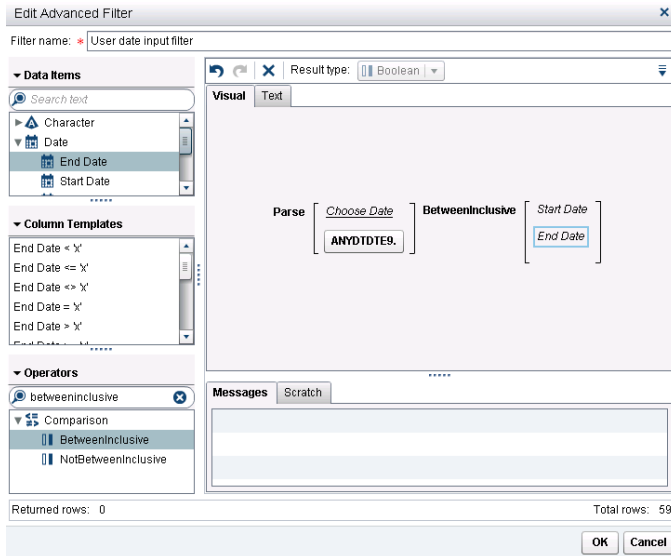 Edit Advanced Filter
Filter name: * User date input filter
Data Items
Search text
Character
Date
End Date
Start Date
Column Templates
End Date < 'x'
End Date <= 'x'
End Date <> 'x'
End Date = 'x'
End Date > 'x'
Operators
betweeninclusive
Comparison
BetweenInclusive
NotBetweenInclusive
Result type: Boolean
Visual Text
Parse Choose Date BetweenInclusive Start Date
ANYDTDTE9. End Date
Messages Scratch
Returned rows: 0 Total rows: 59
OK Cancel